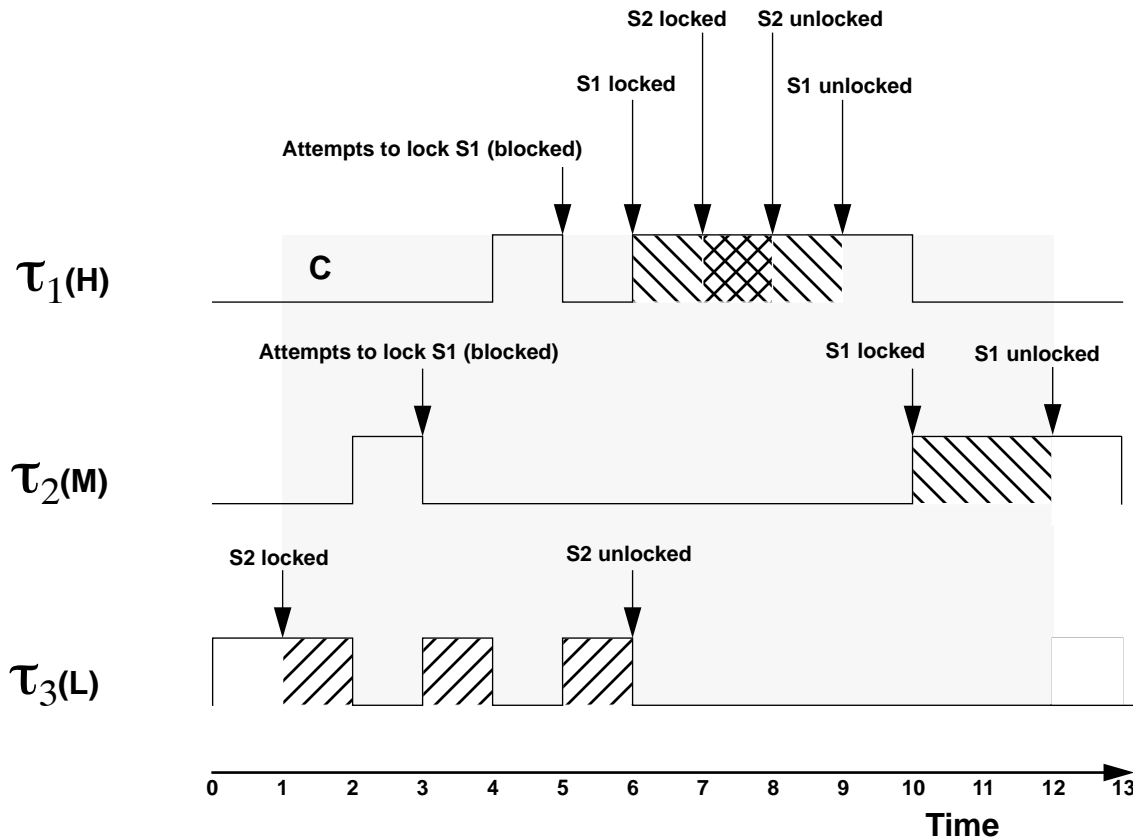 S2 locked
S2 unlocked
S1 locked
S1 unlocked
Attempts to lock S1 (blocked)
τ1(H)
C
Attempts to lock S1 (blocked)
S1 locked
S1 unlocked
τ2(M)
S2 locked
S2 unlocked
τ3(L)
0 1 2 3 4 5 6 7 8 9 10 11 12 13
Time